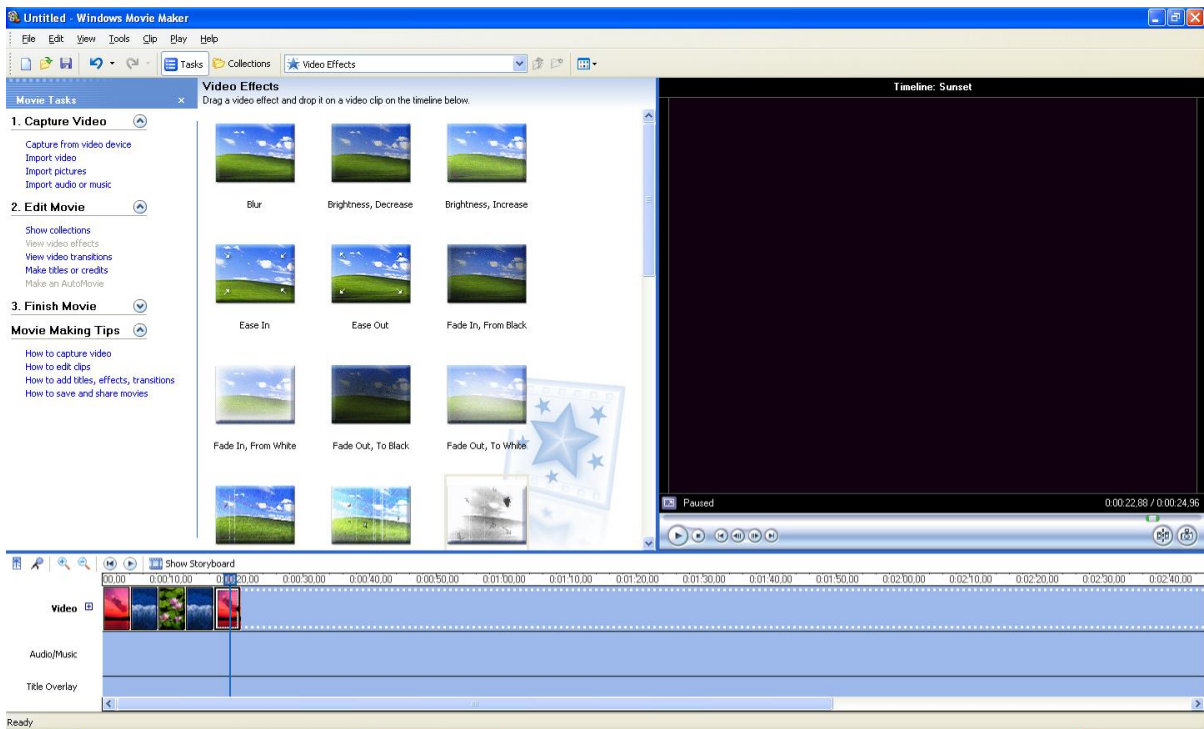 Untitled - Windows Movie Maker
File Edit View Tools Clip Play Help
Tasks Collections Video Effects
Movie Tasks
1. Capture Video
Capture from video device
Import video
Import pictures
Import audio or music
2. Edit Movie
Show collections
View video effects
View video transitions
Make titles or credits
Make an AutoMovie
3. Finish Movie
Movie Making Tips
How to capture video
How to edit clips
How to add titles, effects, transitions
How to save and share movies
Video Effects
Drag a video effect and drop it on a video clip on the timeline below.
Blur Brightness, Decrease Brightness, Increase
Ease In Ease Out Fade In, From Black
Fade In, From White Fade Out, To Black Fade Out, To White
Timeline: Sunset
Paused 0:00:22,88 / 0:00:24,96
Show Storyboard
00,00 0:00:10,00 20,00 0:00:30,00 0:00:40,00 0:00:50,00 0:01:00,00 0:01:10,00 0:01:20,00 0:01:30,00 0:01:40,00 0:01:50,00 0:02:00,00 0:02:10,00 0:02:20,00 0:02:30,00 0:02:40,00
Video
Audio/Music
Title Overlay
Ready